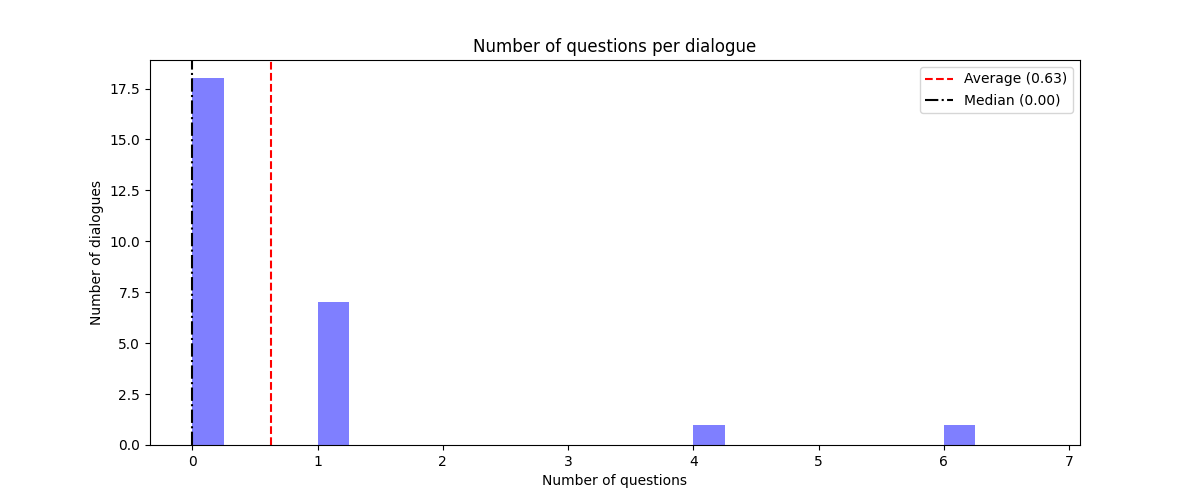 Number of questions per dialogue
Average (0.63)
Median (0.00)
Number of dialogues
17.5
15.0
12.5
10.0
7.5
5.0
2.5
0.0
0 1 2 3 4 5 6 7
Number of questions